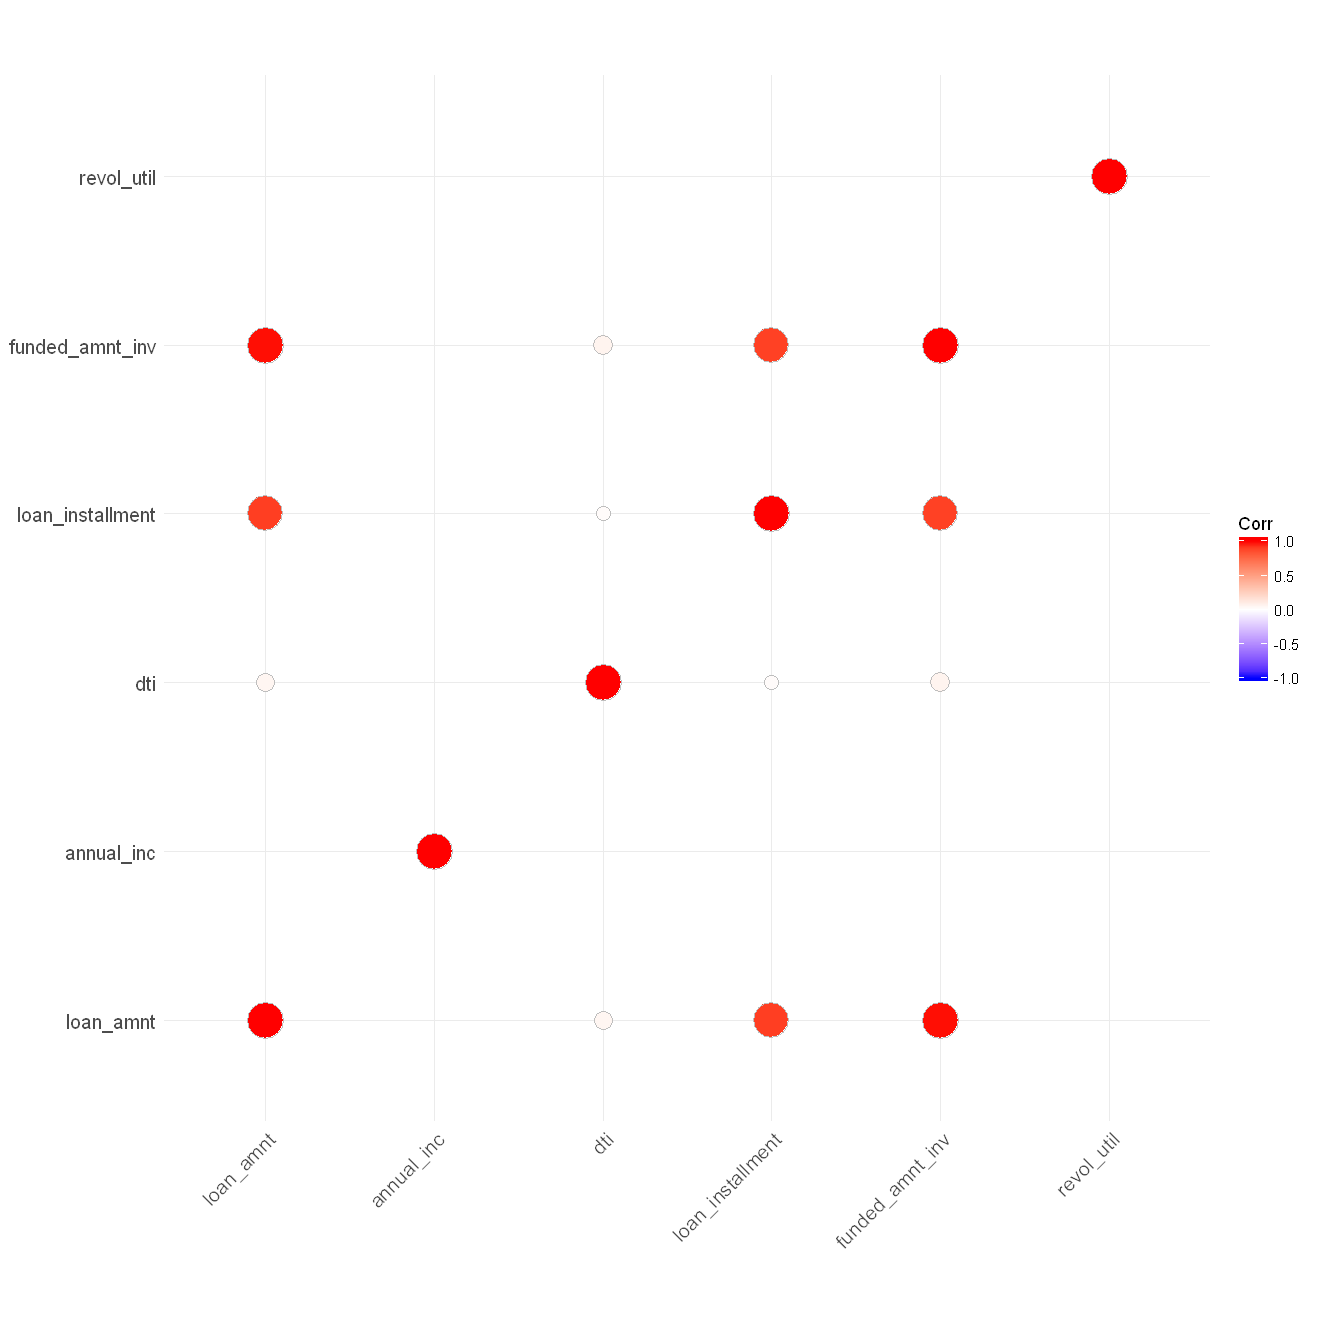 revol_util
funded_amnt_inv
loan_installment
dti
annual_inc
loan_amnt
loan_amnt
annual_inc
dti
loan_installment
funded_amnt_inv
revol_util
Corr
1.0
0.5
0.0
-0.5
-1.0